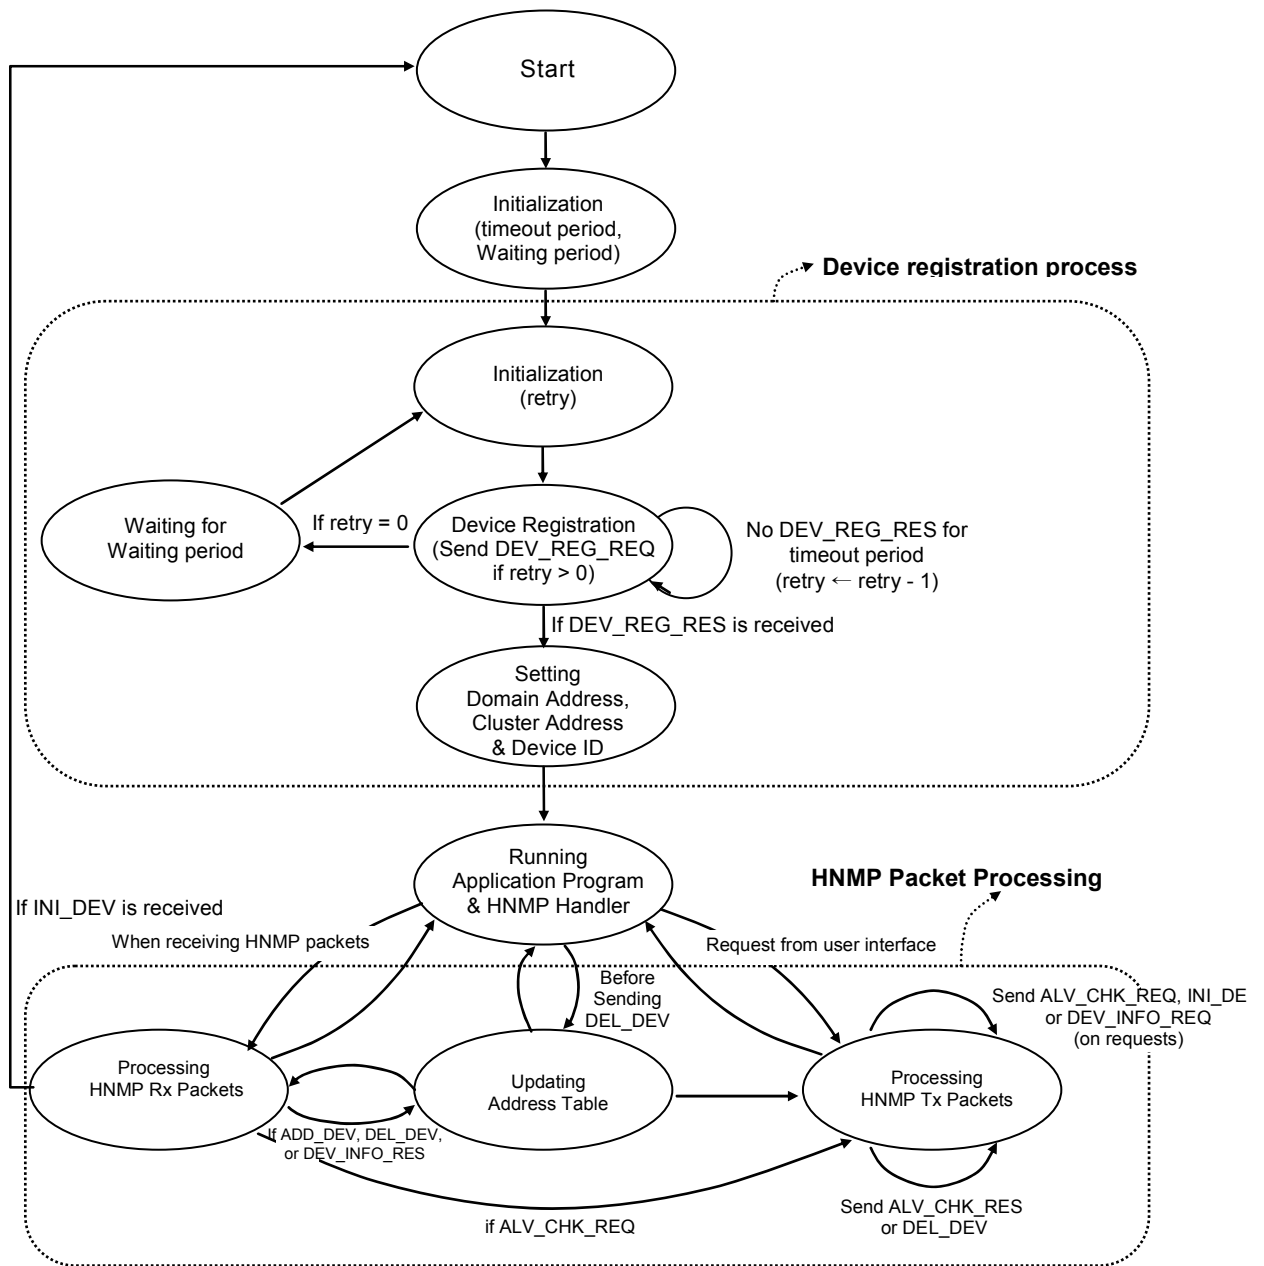 Start
Initialization
(timeout period,
Waiting period)
Device registration process
Initialization
(retry)
Waiting for
Waiting period
If retry = 0
Device Registration
(Send DEV_REG_REQ
if retry > 0)
No DEV_REG_RES for
timeout period
(retry ← retry - 1)
If DEV_REG_RES is received
Setting
Domain Address,
Cluster Address
& Device ID
Running
Application Program
& HNMP Handler
HNMP Packet Processing
If INI_DEV is received
When receiving HNMP packets
Request from user interface
Before
Sending
DEL_DEV
Send ALV_CHK_REQ, INI_DE
or DEV_INFO_REQ
(on requests)
Processing
HNMP Rx Packets
Updating
Address Table
Processing
HNMP Tx Packets
If ADD_DEV, DEL_DEV,
or DEV_INFO_RES
if ALV_CHK_REQ
Send ALV_CHK_RES
or DEL_DEV